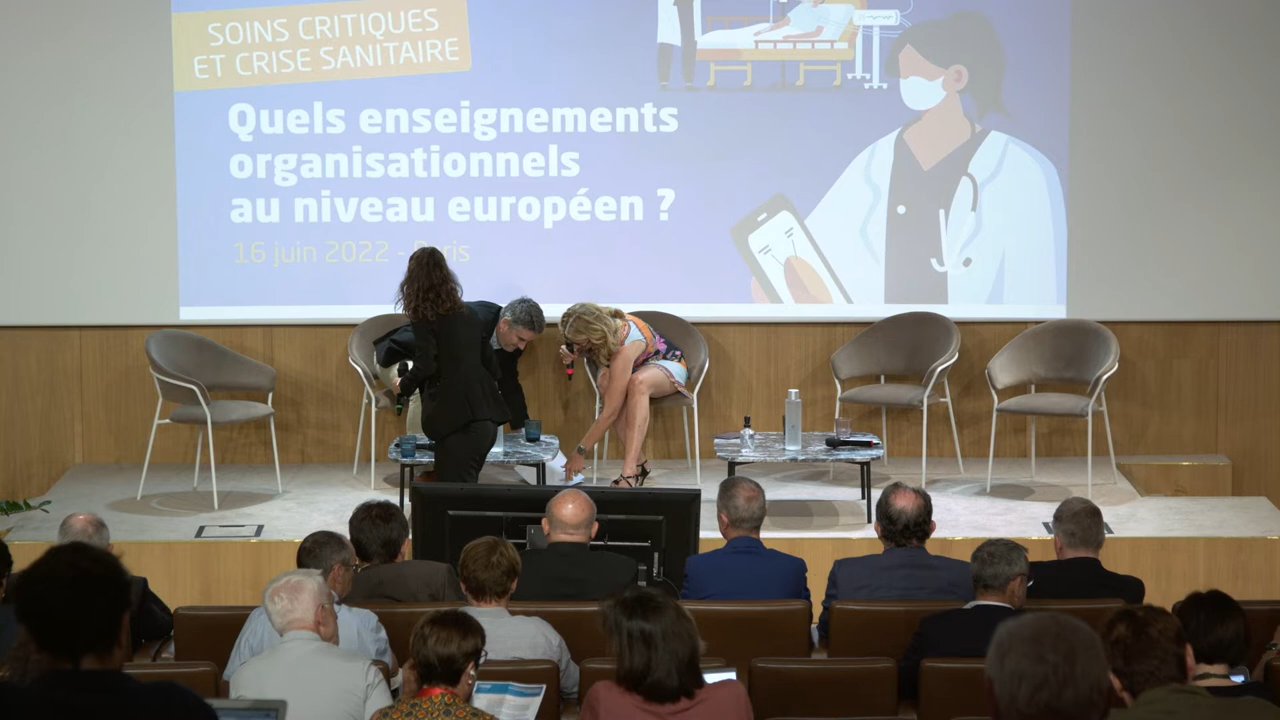 SOINS CRITIQUES
ET CRISE SANITAIRE
Quels enseignements
organisationnels
au niveau européen ?
16 juin 2022 - Paris